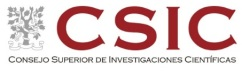 CSIC
CONSEJO SUPERIOR DE INVESTIGACIONES CIENTÍFICAS